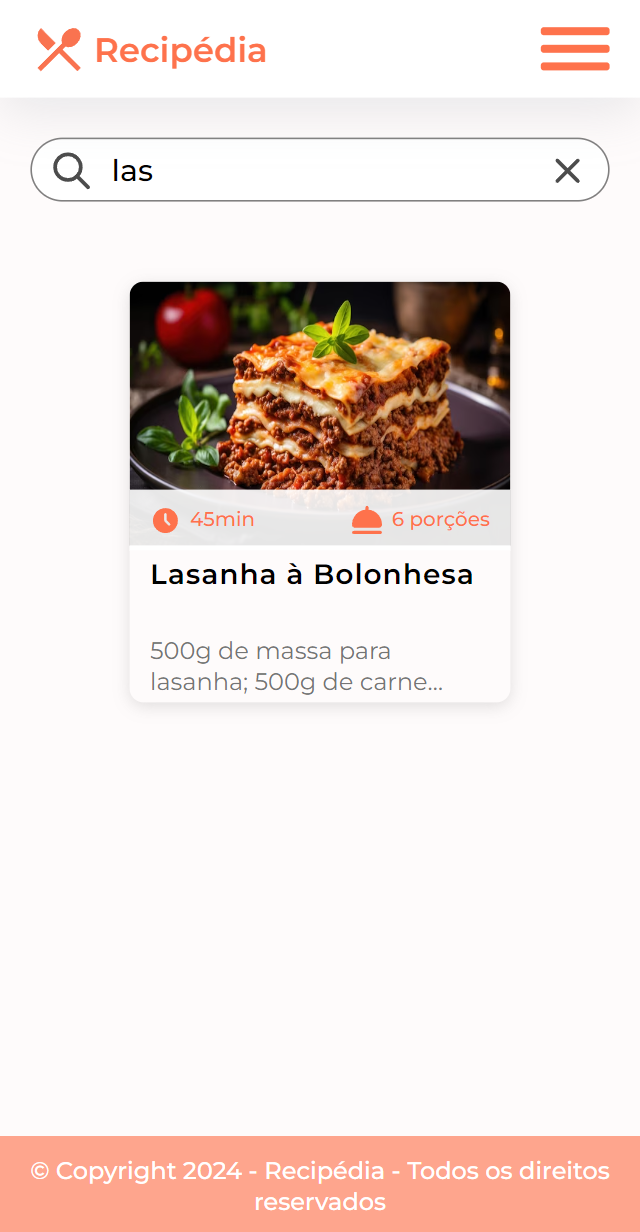 Recipédia
las
45min
6 porções
Lasanha à Bolonhesa
500g de massa para
lasanha; 500g de carne...
© Copyright 2024 - Recipédia - Todos os direitos
reservados